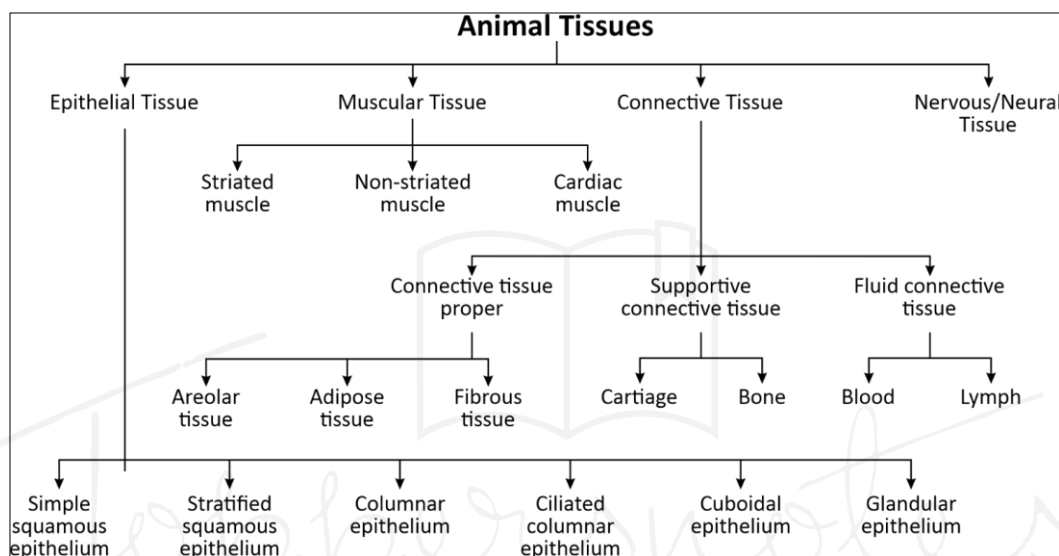 Animal Tissues
Epithelial Tissue
Muscular Tissue
Connective Tissue
Nervous/Neural
Tissue
Striated
muscle
Non-striated
muscle
Cardiac
muscle
Connective tissue
proper
Supportive
connective tissue
Fluid connective
tissue
Areolar
tissue
Adipose
tissue
Fibrous
tissue
Cartiage
Bone
Blood
Lymph
Simple
squamous
epithelium
Stratified
squamous
epithelium
Columnar
epithelium
Ciliated
columnar
epithelium
Cuboidal
epithelium
Glandular
epithelium